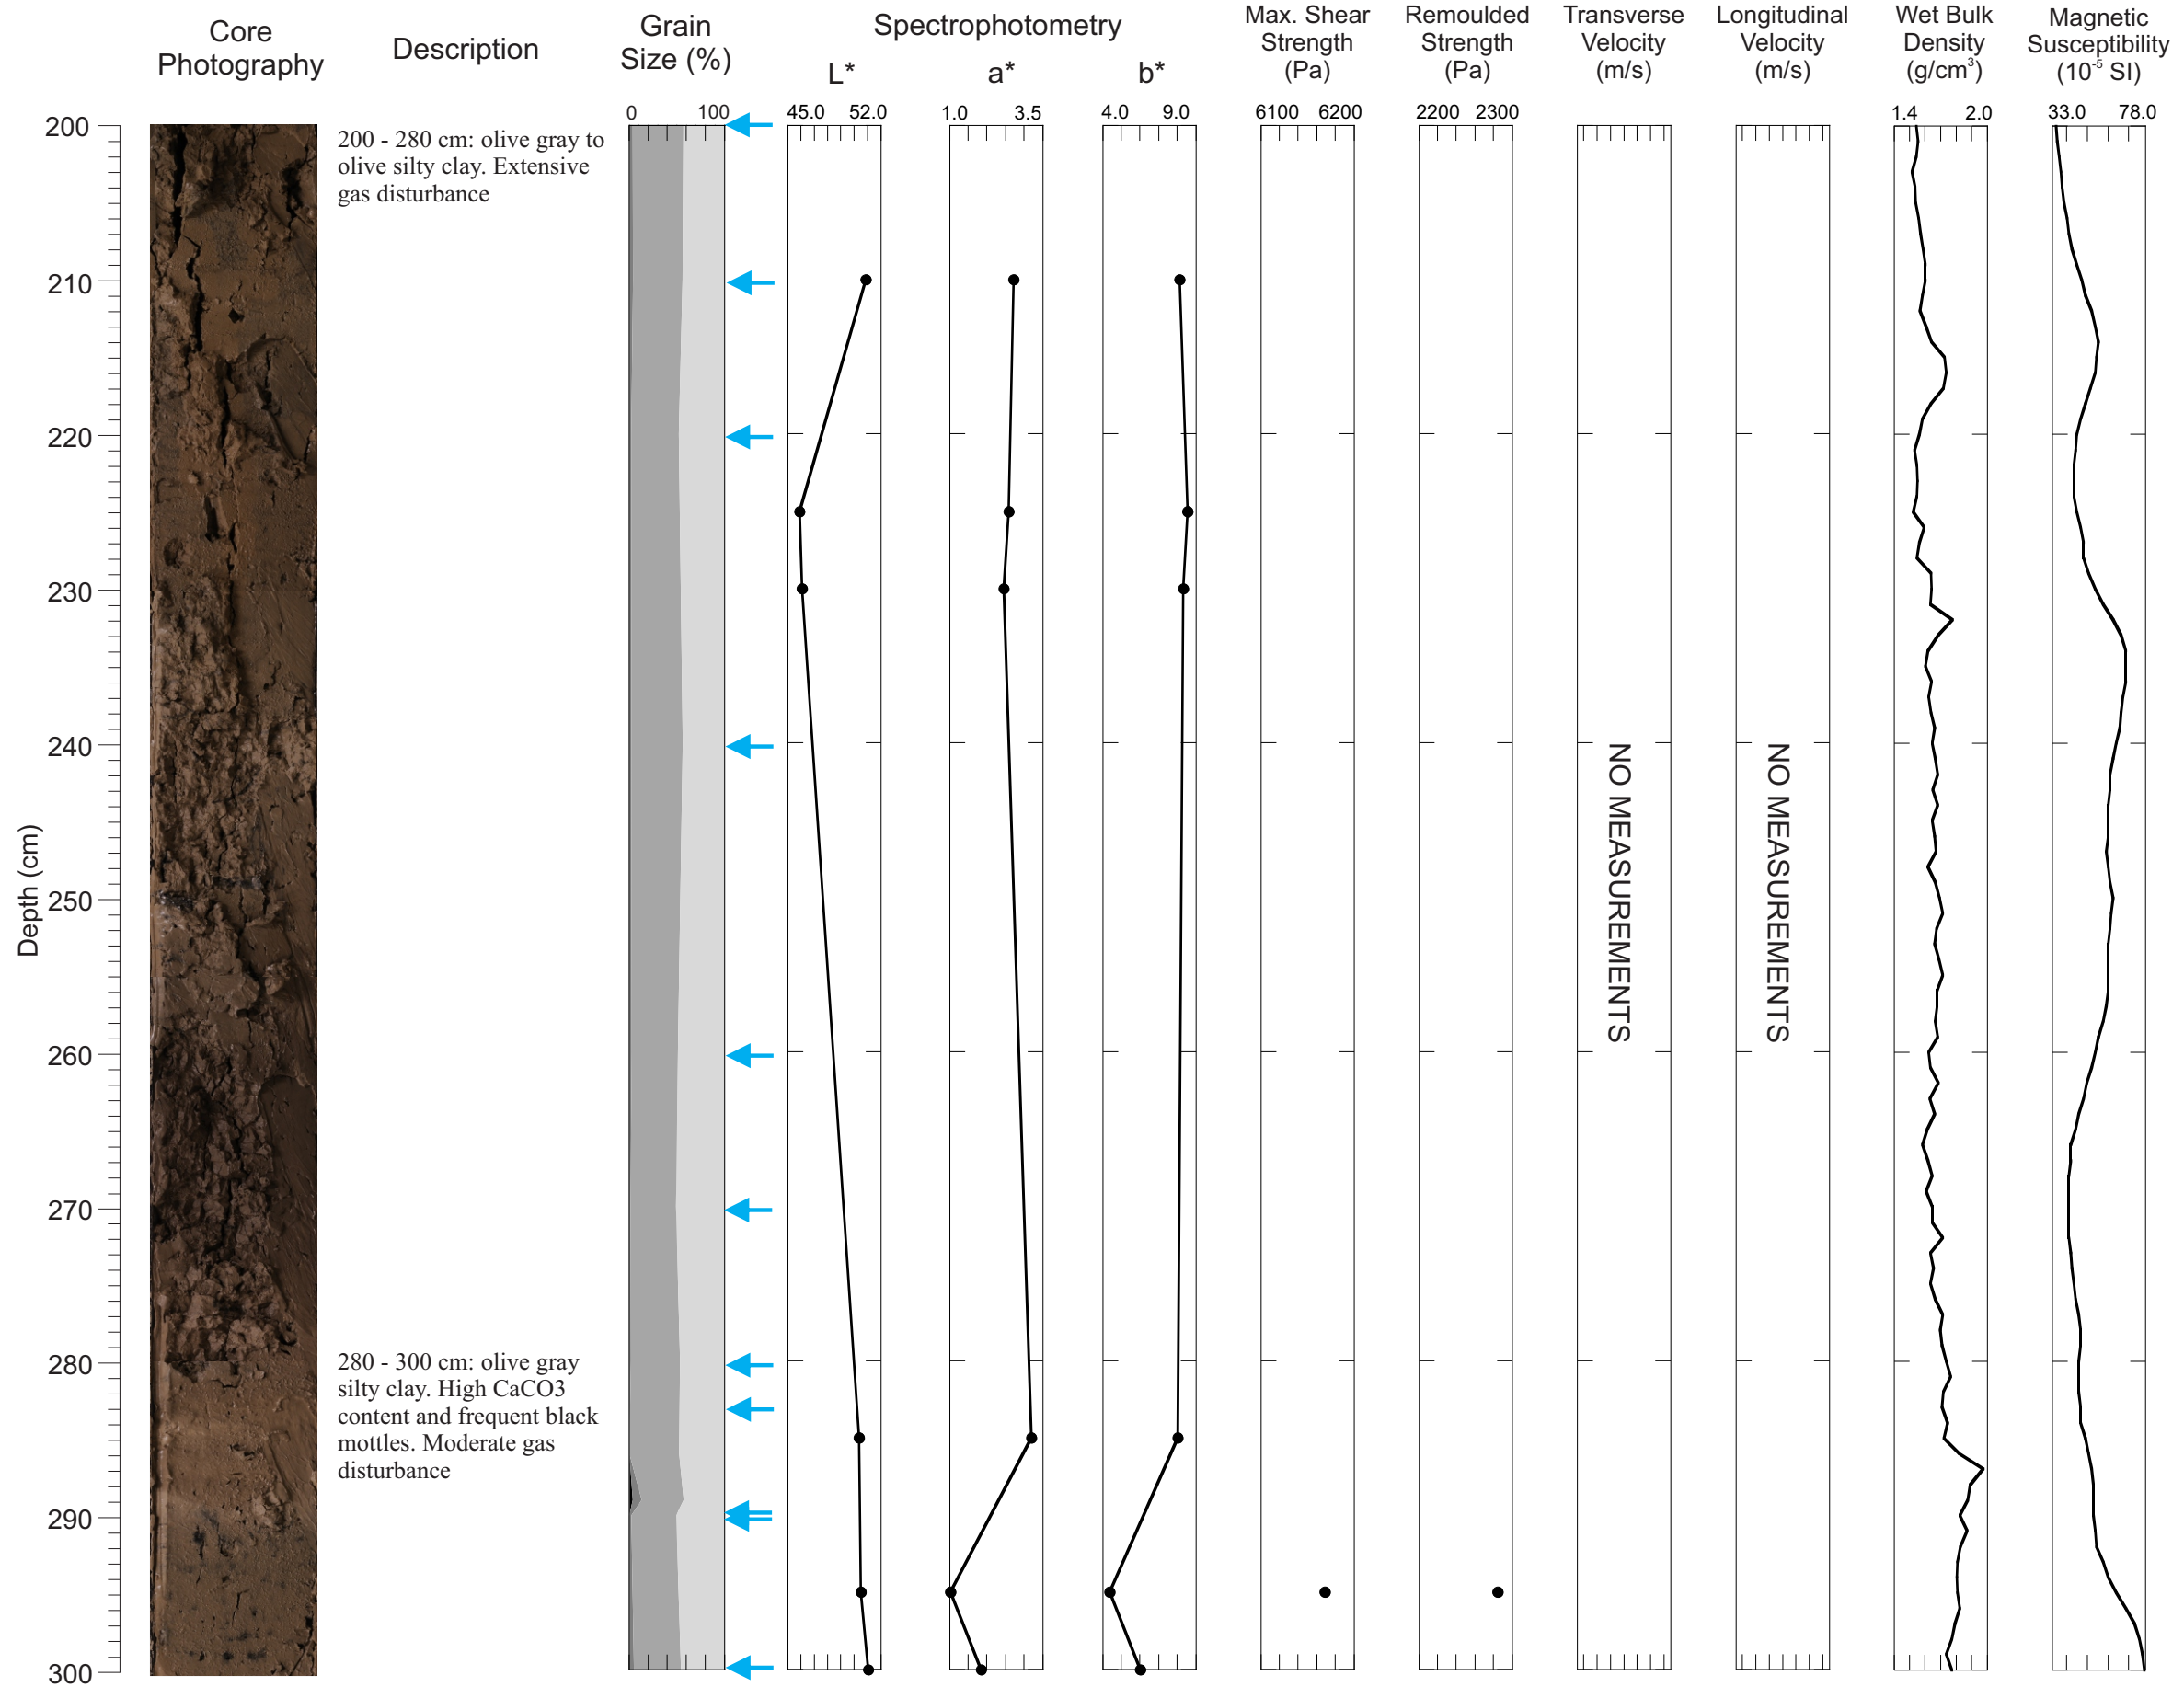 Core
Photography
Description
Grain
Size (%)
Spectrophotometry
L*
a*
b*
Max. Shear
Strength
(Pa)
Remoulded
Strength
(Pa)
Transverse
Velocity
(m/s)
Longitudinal
Velocity
(m/s)
Wet Bulk
Density
(g/cm³)
Magnetic
Susceptibility
(10⁻⁵ SI)
0 100
45.0 52.0
1.0 3.5
4.0 9.0
6100 6200
2200 2300
1.4 2.0
33.0 78.0
Depth (cm)
200
210
220
230
240
250
260
270
280
290
300
200 - 280 cm: olive gray to
olive silty clay. Extensive
gas disturbance
280 - 300 cm: olive gray
silty clay. High CaCO3
content and frequent black
mottles. Moderate gas
disturbance
NO MEASUREMENTS
NO MEASUREMENTS